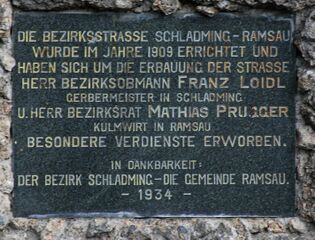 DIE BEZIRKSSTRASSE SCHLADMING-RAMSAU
WURDE IM JAHRE 1909 ERRICHTET UND
HABEN SICH UM DIE ERBAUUNG DER STRASSE
HERR BEZIRKSOBMANN FRANZ LOIDL
GERBERMEISTER IN SCHLADMING
U. HERR BEZIRKSRAT MATHIAS PRUGGER
KULMWIRT IN RAMSAU
BESONDERE VERDIENSTE ERWORBEN.
IN DANKBARKEIT:
DER BEZIRK SCHLADMING-DIE GEMEINDE RAMSAU.
- 1934 -